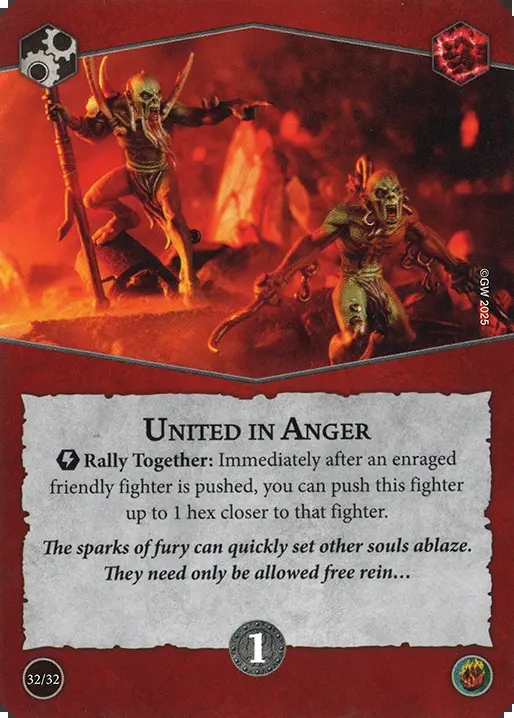 ©GW 2025
UNITED IN ANGER
Rally Together: Immediately after an enraged
friendly fighter is pushed, you can push this fighter
up to 1 hex closer to that fighter.
The sparks of fury can quickly set other souls ablaze.
They need only be allowed free rein…
1
32/32